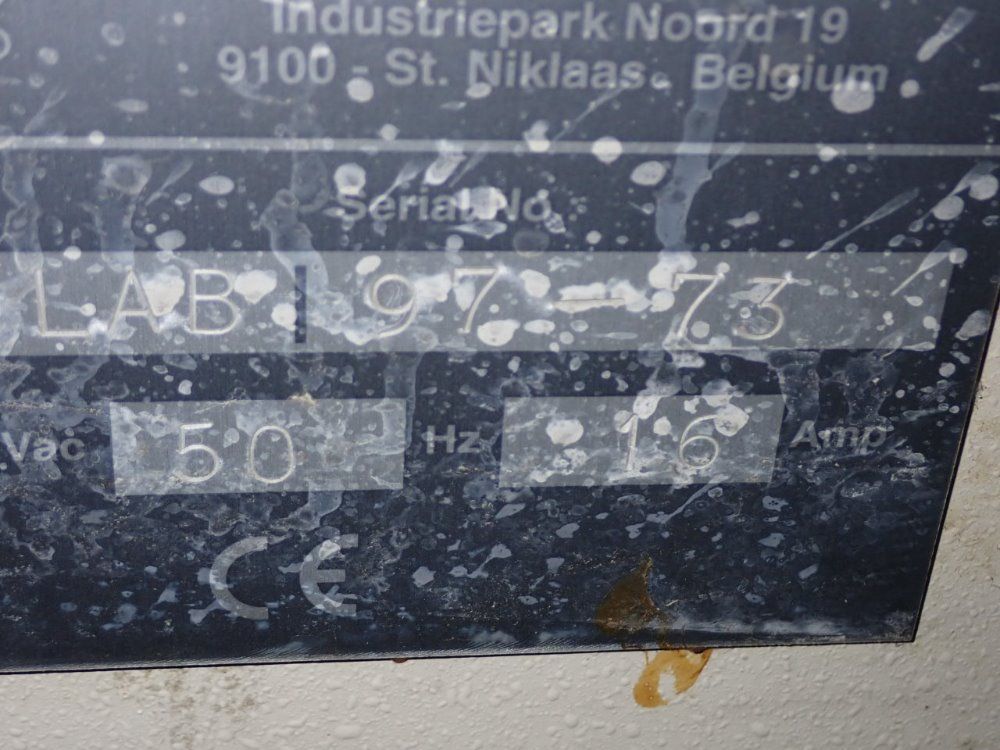 Industriepark Noord 19
9100 - St. Niklaas - Belgium
Serial No.
LAB | 97-73
Vac 50 Hz 16 Amp
CE